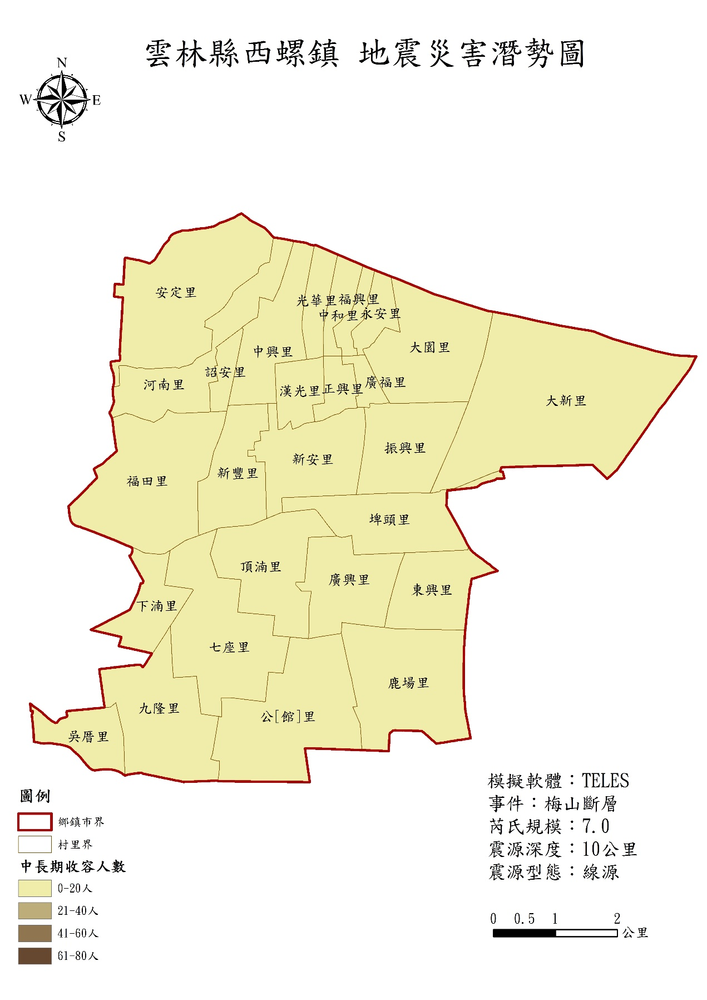 雲林縣西螺鎮 地震災害潛勢圖
N
W E
S
安定里
光華里 福興里
中和里 永安里
大園里
中興里
詔安里
河南里
廣福里
漢光里 正興里
大新里
振興里
新安里
新豐里
福田里
埤頭里
頂湳里
廣興里
東興里
下湳里
七座里
鹿場里
九隆里
公[館]里
吳厝里
圖例
鄉鎮市界
村里界
中長期收容人數
0-20人
21-40人
41-60人
61-80人
模擬軟體：TELES
事件：梅山斷層
芮氏規模：7.0
震源深度：10公里
震源型態：線源
0 0.5 1 2
公里